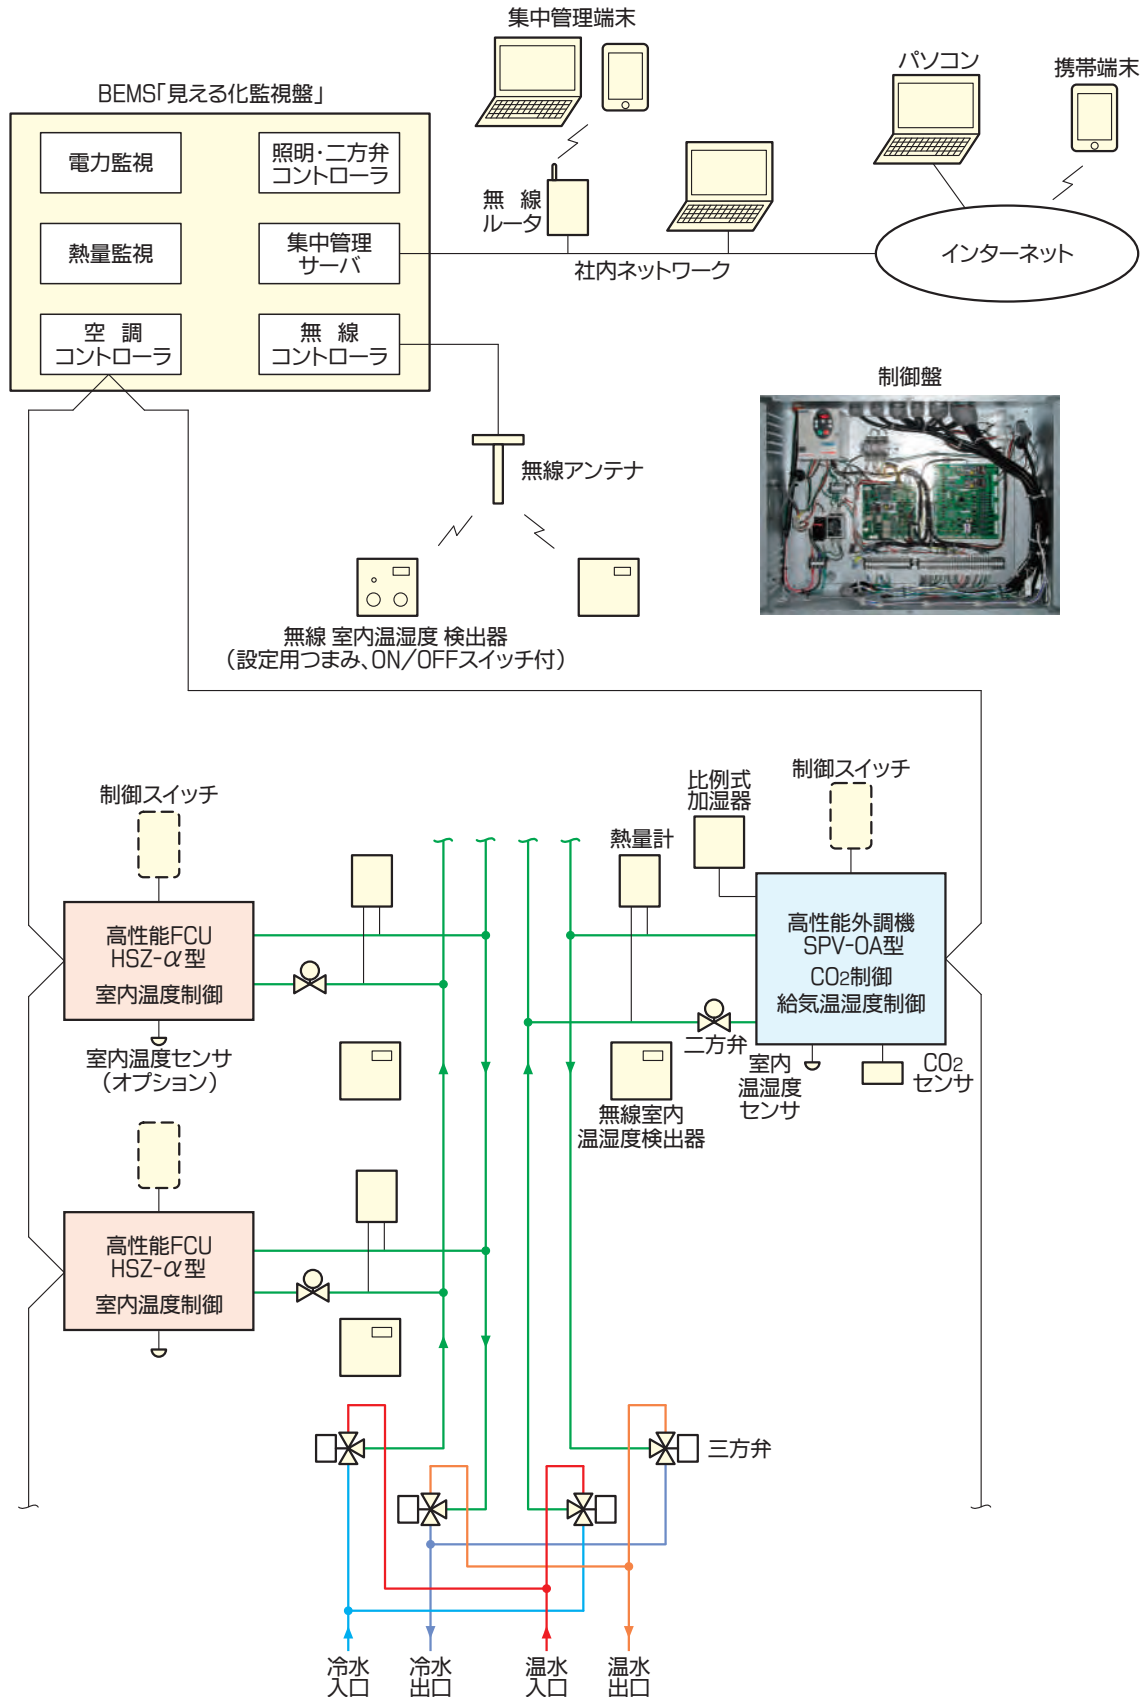 集中管理端末
パソコン
携帯端末
BEMS「見える化監視盤」
電力監視
照明・二方弁
コントローラ
無 線
ルータ
熱量監視
集中管理
サーバ
社内ネットワーク
インターネット
空 調
コントローラ
無 線
コントローラ
制御盤
無線アンテナ
無線 室内温湿度 検出器
（設定用つまみ、ON/OFFスイッチ付）
制御スイッチ
比例式
加湿器
制御スイッチ
熱量計
高性能FCU
HSZ-α型
室内温度制御
高性能外調機
SPV-OA型
CO2制御
給気温湿度制御
二方弁
室内温度センサ
（オプション）
室内
温湿度
センサ
CO2
センサ
無線室内
温湿度検出器
高性能FCU
HSZ-α型
室内温度制御
三方弁
冷水
入口
冷水
出口
温水
入口
温水
出口